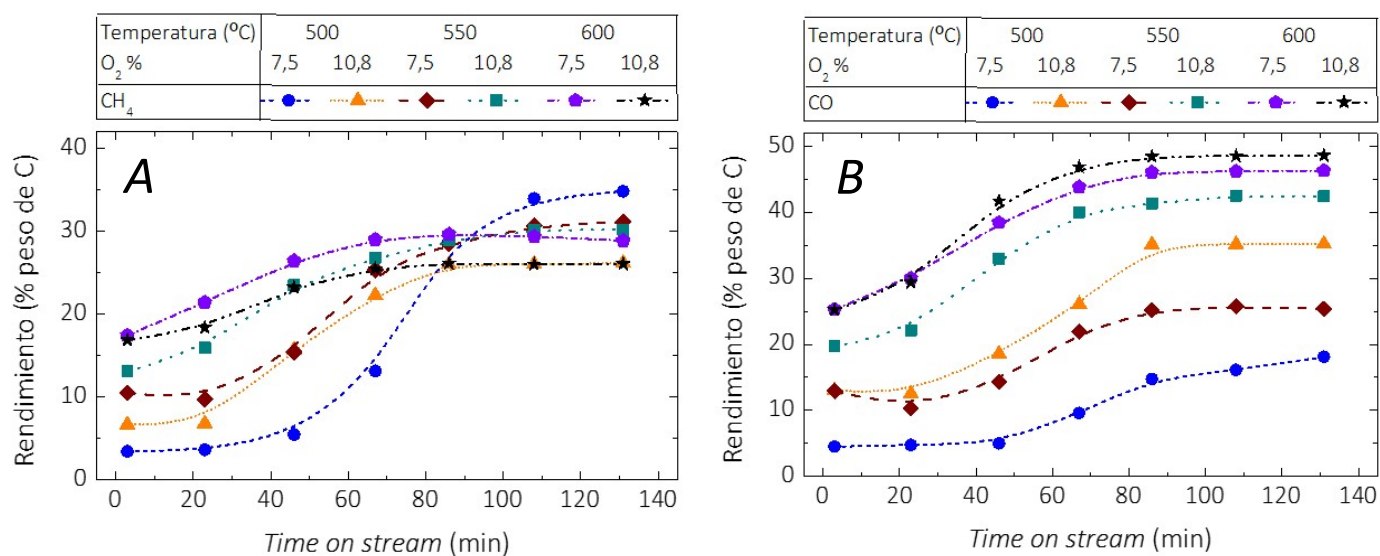 Temperatura (ºC) 500 550 600
O2 % 7,5 10,8 7,5 10,8 7,5 10,8
CH4
A
Rendimiento (% peso de C)
40
30
20
10
0
0 20 40 60 80 100 120 140
Time on stream (min)
Temperatura (ºC) 500 550 600
O2 % 7,5 10,8 7,5 10,8 7,5 10,8
CO
B
Rendimiento (% peso de C)
50
40
30
20
10
0
0 20 40 60 80 100 120 140
Time on stream (min)